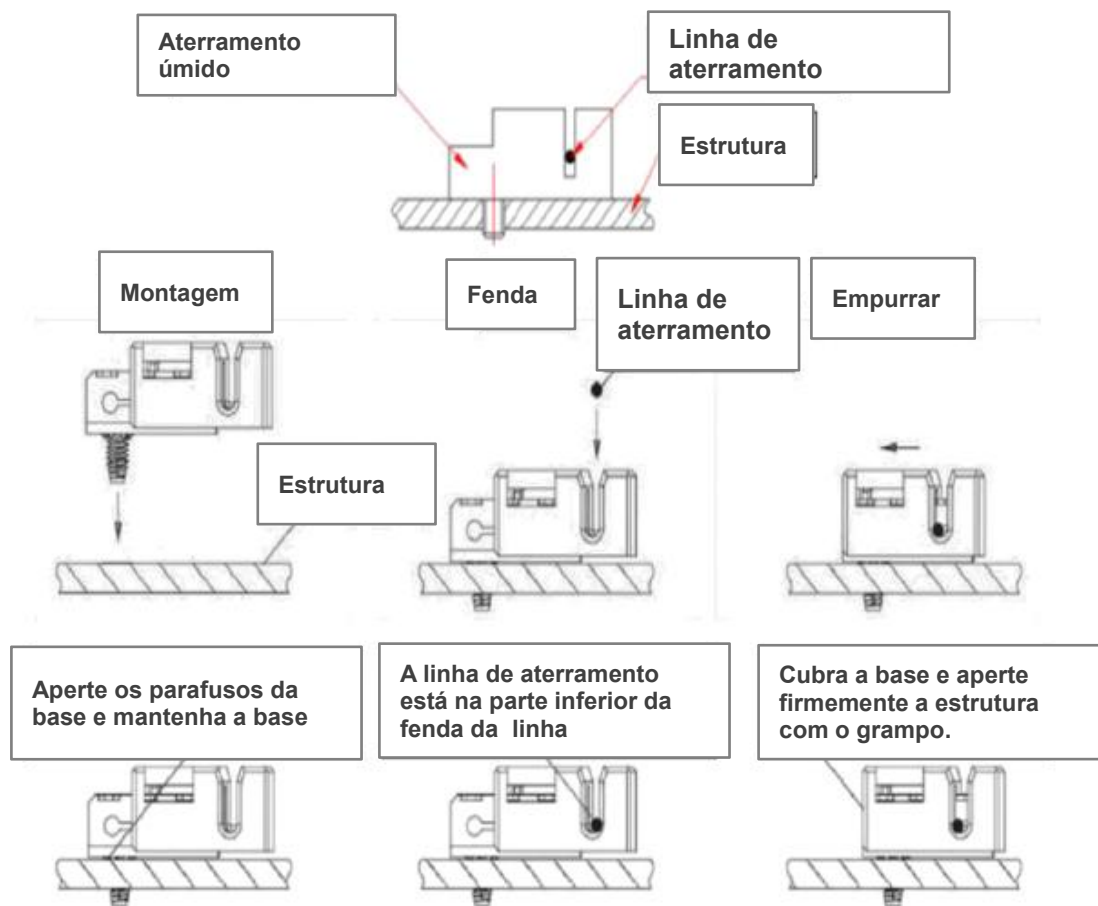 Aterramento
úmido
Linha de
aterramento
Estrutura
Montagem
Fenda
Linha de
aterramento
Empurrar
Estrutura
Aperte os parafusos da
base e mantenha a base
A linha de aterramento
está na parte inferior da
fenda da linha
Cubra a base e aperte
firmemente a estrutura
com o grampo.